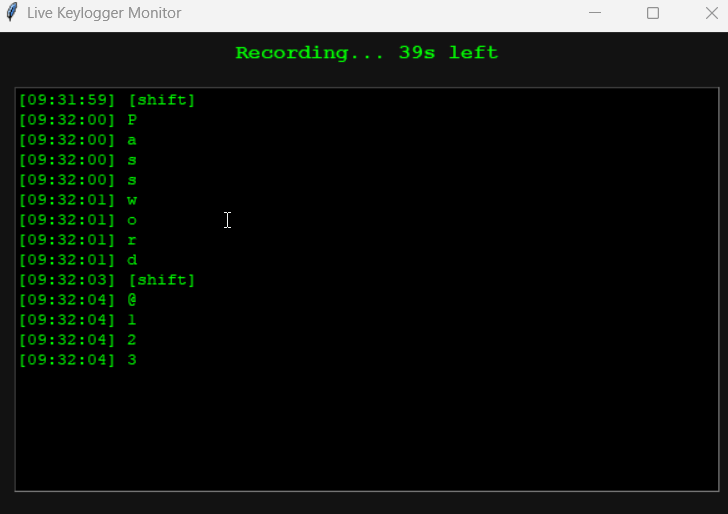 Live Keylogger Monitor
Recording... 39s left
[09:31:59] [shift]
[09:32:00] P
[09:32:00] a
[09:32:00] s
[09:32:00] s
[09:32:01] w
[09:32:01] o
[09:32:01] r
[09:32:01] d
[09:32:03] [shift]
[09:32:04] @
[09:32:04] 1
[09:32:04] 2
[09:32:04] 3